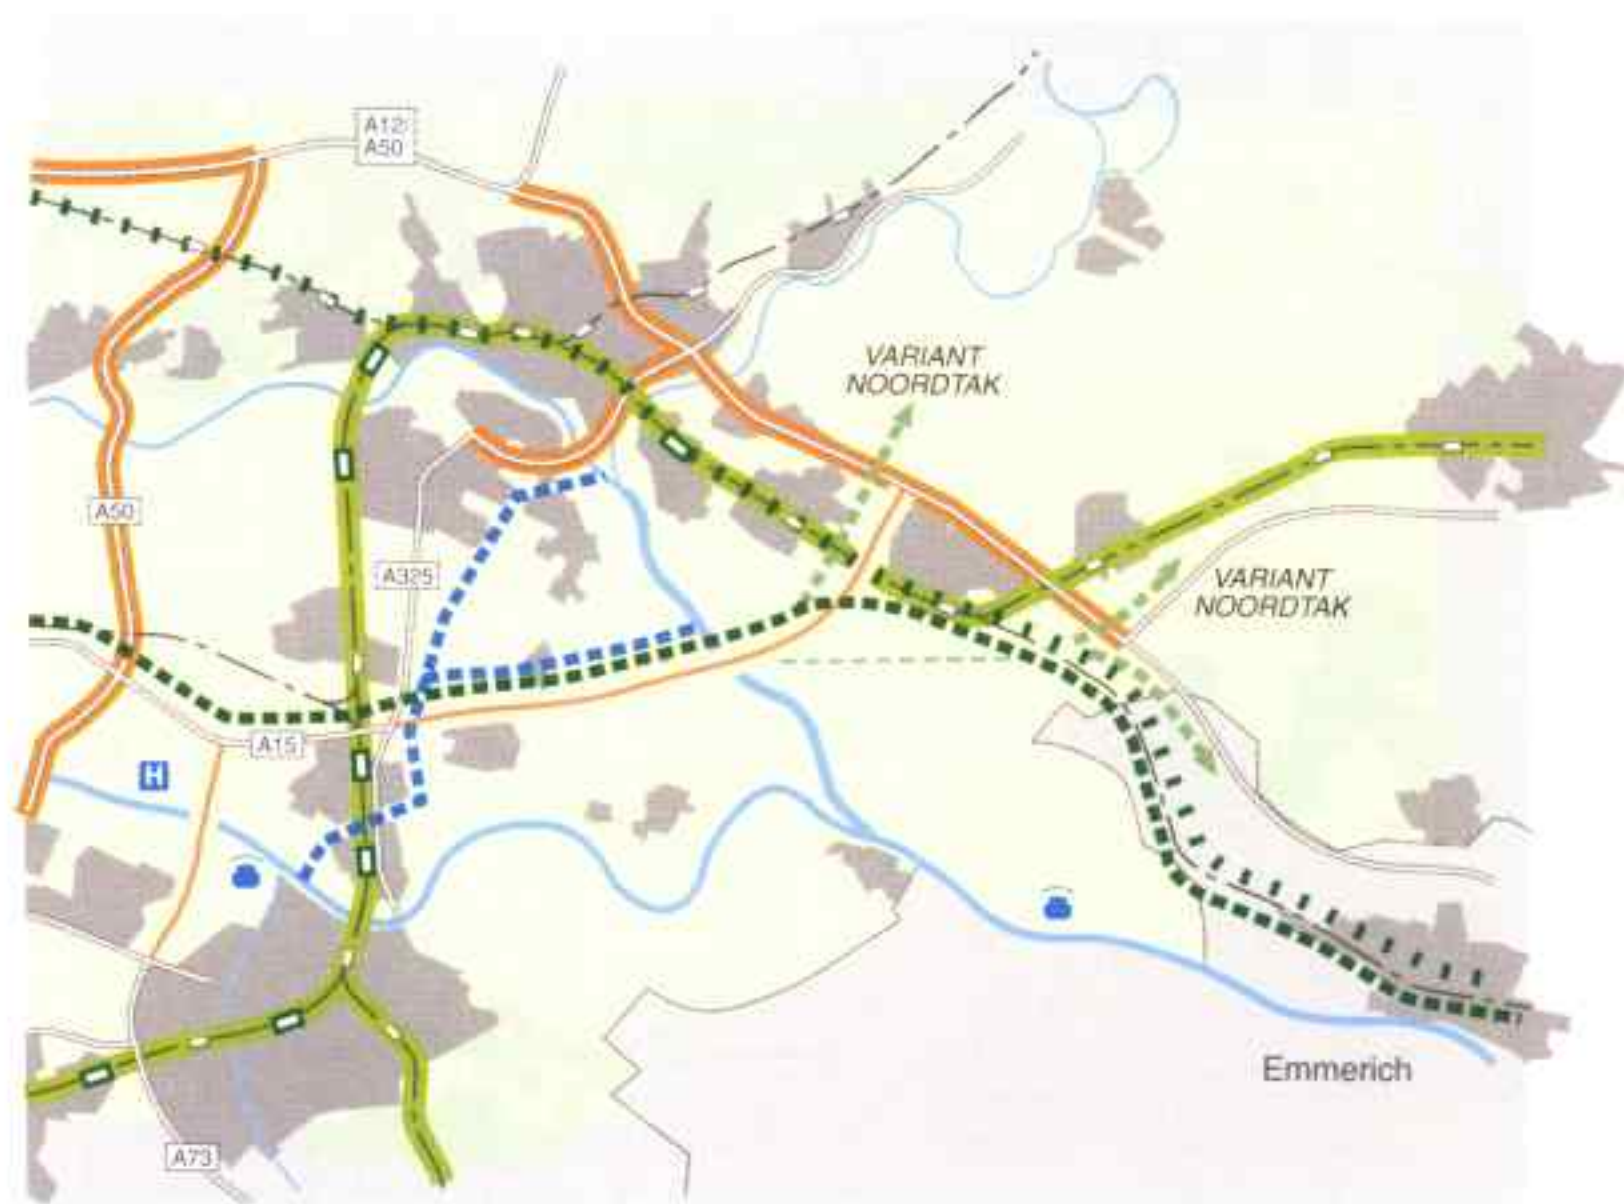 A12
A50
VARIANT
NOORDTAK
A50
A325
VARIANT
NOORDTAK
A15
H
Emmerich
A73